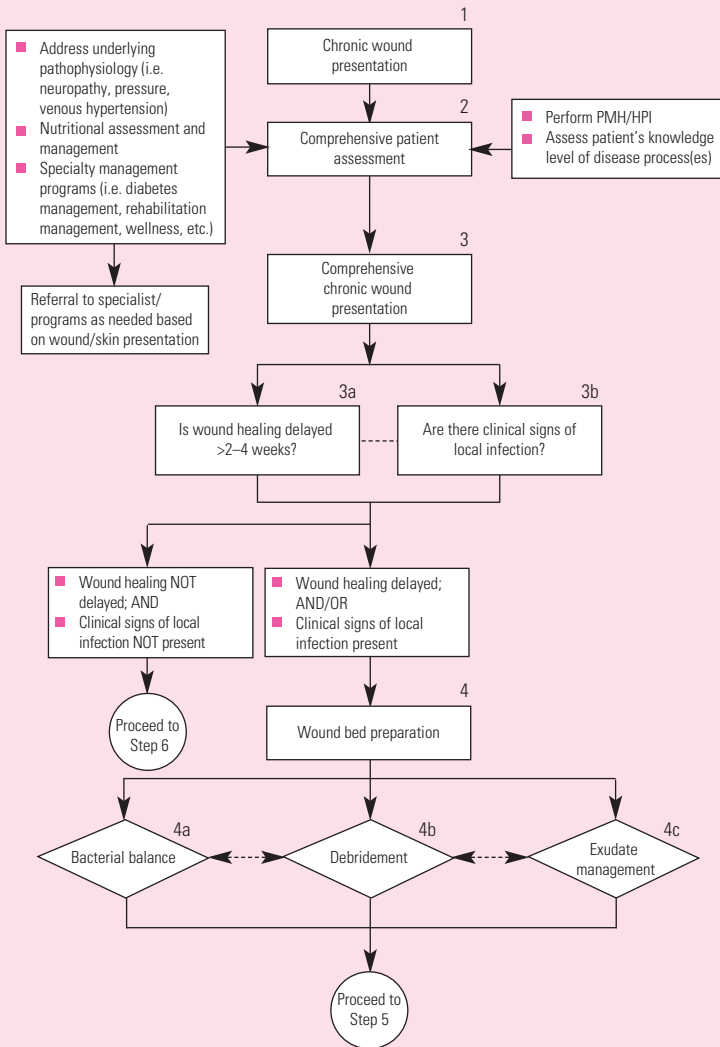 1
Chronic wound
presentation
Address underlying
pathophysiology (i.e.
neuropathy, pressure,
venous hypertension)
Nutritional assessment and
management
Specialty management
programs (i.e. diabetes
management, rehabilitation
management, wellness, etc.)
2
Comprehensive patient
assessment
Perform PMH/HPI
Assess patient's knowledge
level of disease process(es)
Referral to specialist/
programs as needed based
on wound/skin presentation
3
Comprehensive
chronic wound
presentation
3a
Is wound healing delayed
>2–4 weeks?
3b
Are there clinical signs of
local infection?
Wound healing NOT
delayed; AND
Clinical signs of local
infection NOT present
Wound healing delayed;
AND/OR
Clinical signs of local
infection present
Proceed to
Step 6
4
Wound bed preparation
4a
Bacterial balance
4b
Debridement
4c
Exudate
management
Proceed to
Step 5